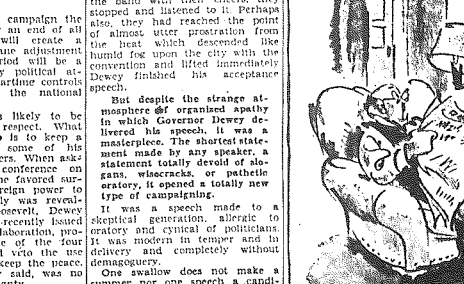 campaign the
an end of all
will create a
adjustment
riod will be a
y political at-
artime controls
the national
s likely to be
respect. What
is to keep a
some of his
ers. When ask-
conference on
e favored sur-
reign power to
ly was reveal-
osevelt, Dewey
recently issued
laboration, pro-
e of the four
d veto the use
keep the peace.
said, was no
the band with their cheers, they
stopped and listened to it. Perhaps
also, they had reached the point
of almost utter prostration from
the heat which descended like
humid fog upon the city with the
convention and lifted immediately
Dewey finished his acceptance
speech.
But despite the strange at-
mosphere of organized apathy
in which Governor Dewey de-
livered his speech, it was a
masterpiece. The shortest state-
ment made by any speaker, a
statement totally devoid of slo-
gans, wisecracks, or pathetic
oratory, it opened a totally new
type of campaigning.
It was a speech made to a
skeptical generation, allergic to
oratory and cynical of politicians.
It was modern in temper and in
delivery and completely without
demagoguery.
One swallow does not make a
summer nor one speech a candi-